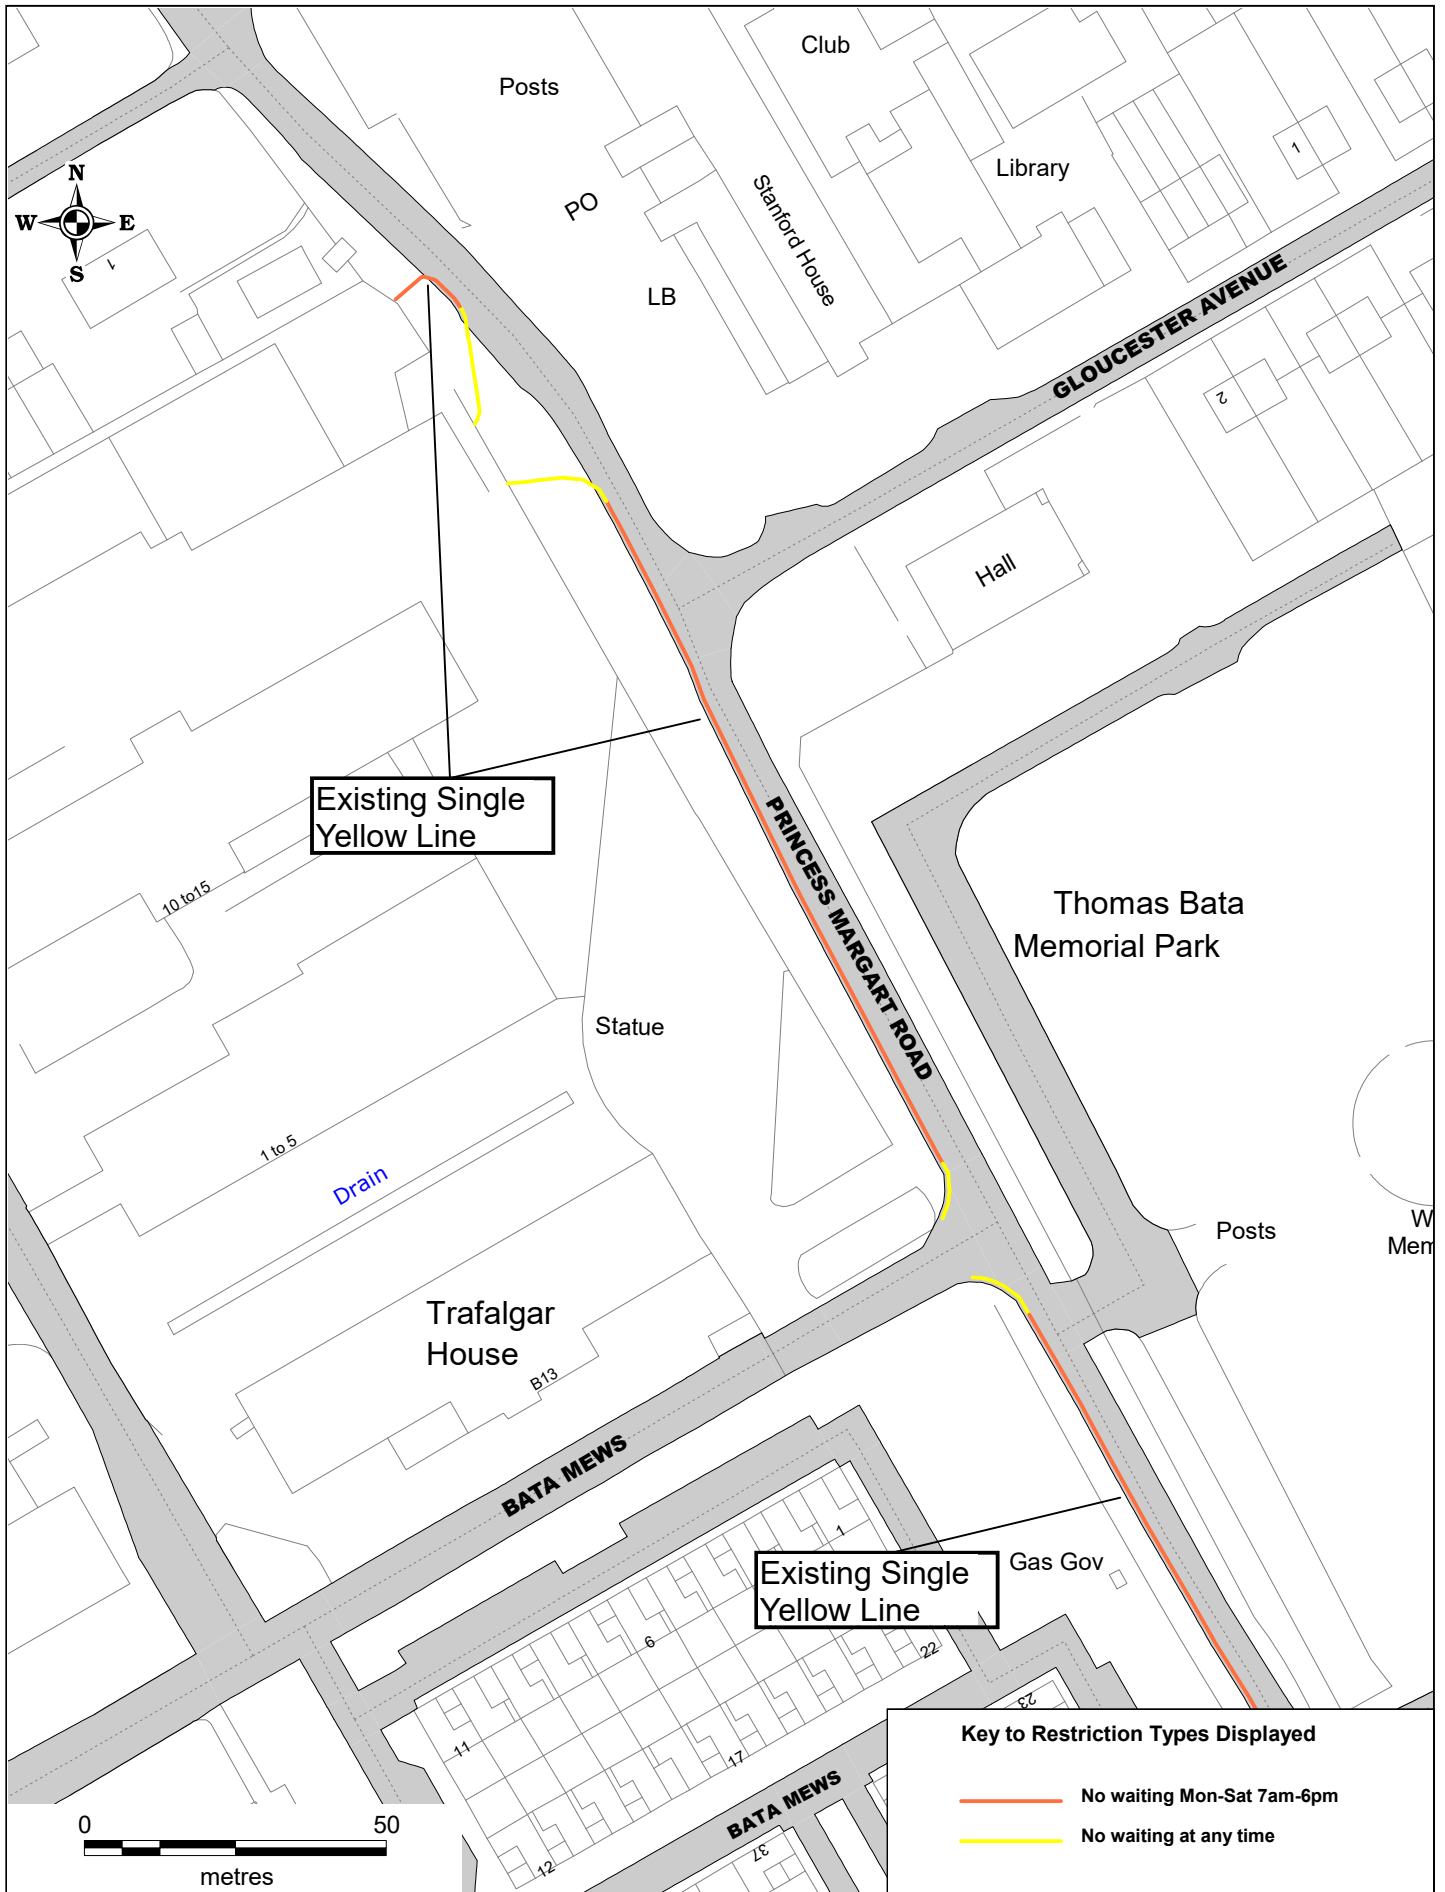 Club
Posts
N
W
E
S
1
PO
LB
Stanford House
Library
1
GLOUCESTER AVENUE
2
Hall
Existing Single
Yellow Line
PRINCESS MARGART ROAD
10 to15
Thomas Bata
Memorial Park
Statue
1 to 5
Drain
Posts
W
Mem
Trafalgar
House
B13
BATA MEWS
1
Existing Single
Yellow Line
Gas Gov
6
22
23
11
17
12
BATA MEWS
37
0
50
metres
Key to Restriction Types Displayed
No waiting Mon-Sat 7am-6pm
No waiting at any time